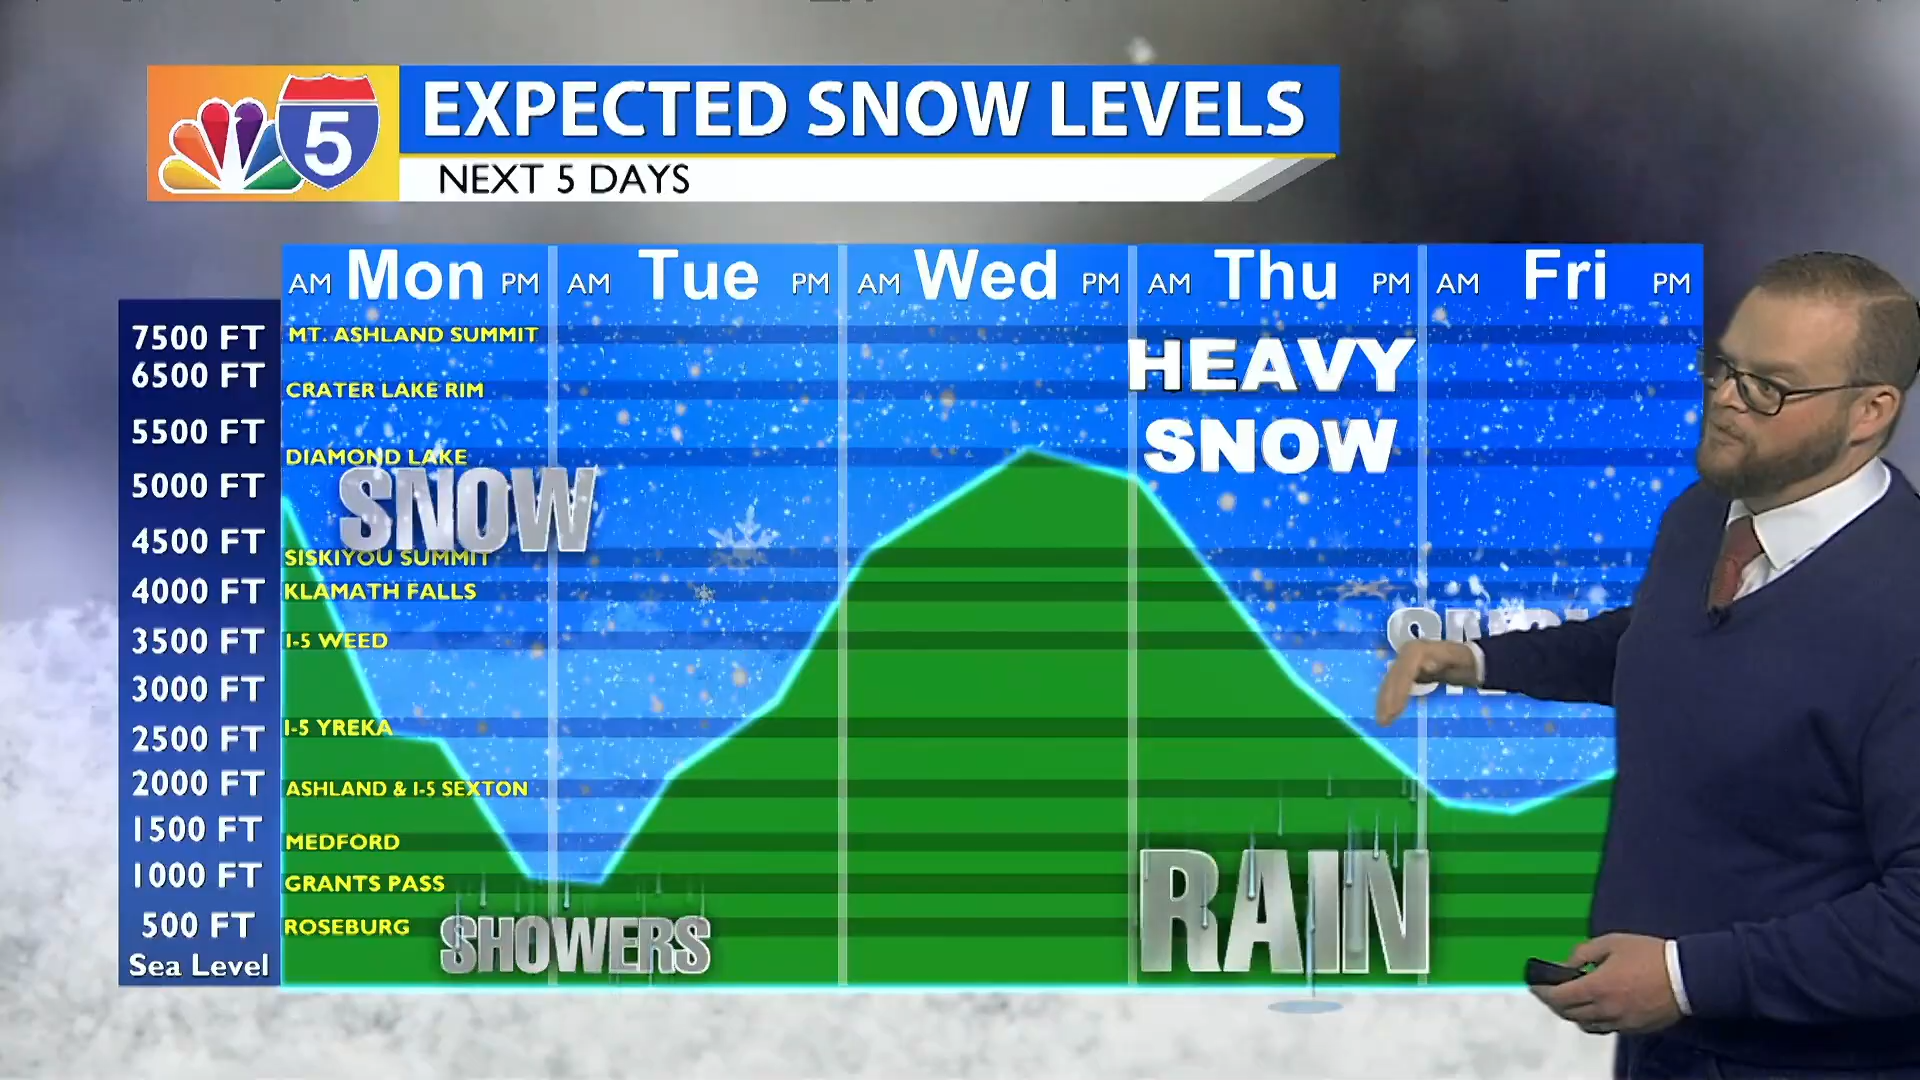 5
EXPECTED SNOW LEVELS
NEXT 5 DAYS
AM Mon PM
AM Tue PM
AM Wed PM
AM Thu PM
AM Fri PM
7500 FT
6500 FT
5500 FT
5000 FT
4500 FT
4000 FT
3500 FT
3000 FT
2500 FT
2000 FT
1500 FT
1000 FT
500 FT
Sea Level
MT. ASHLAND SUMMIT
CRATER LAKE RIM
DIAMOND LAKE
SISKIYOU SUMMIT
KLAMATH FALLS
I-5 WEED
I-5 YREKA
ASHLAND & I-5 SEXTON
MEDFORD
GRANTS PASS
ROSEBURG
SNOW
SHOWERS
HEAVY
SNOW
RAIN